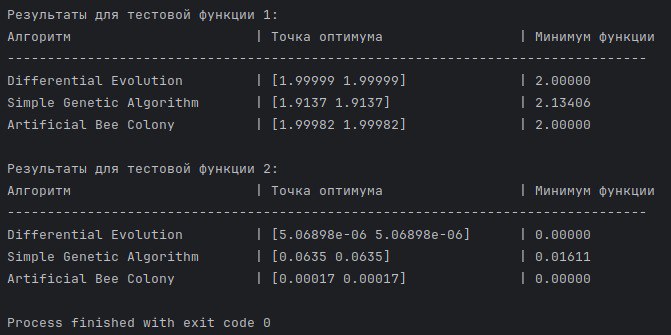 Результаты для тестовой функции 1:
Алгоритм | Точка оптимума | Минимум функции
--------------------------------------------------------------------------------
Differential Evolution | [1.99999 1.99999] | 2.00000
Simple Genetic Algorithm | [1.9137 1.9137] | 2.13406
Artificial Bee Colony | [1.99982 1.99982] | 2.00000
Результаты для тестовой функции 2:
Алгоритм | Точка оптимума | Минимум функции
--------------------------------------------------------------------------------
Differential Evolution | [5.06898e-06 5.06898e-06] | 0.00000
Simple Genetic Algorithm | [0.0635 0.0635] | 0.01611
Artificial Bee Colony | [0.00017 0.00017] | 0.00000
Process finished with exit code 0